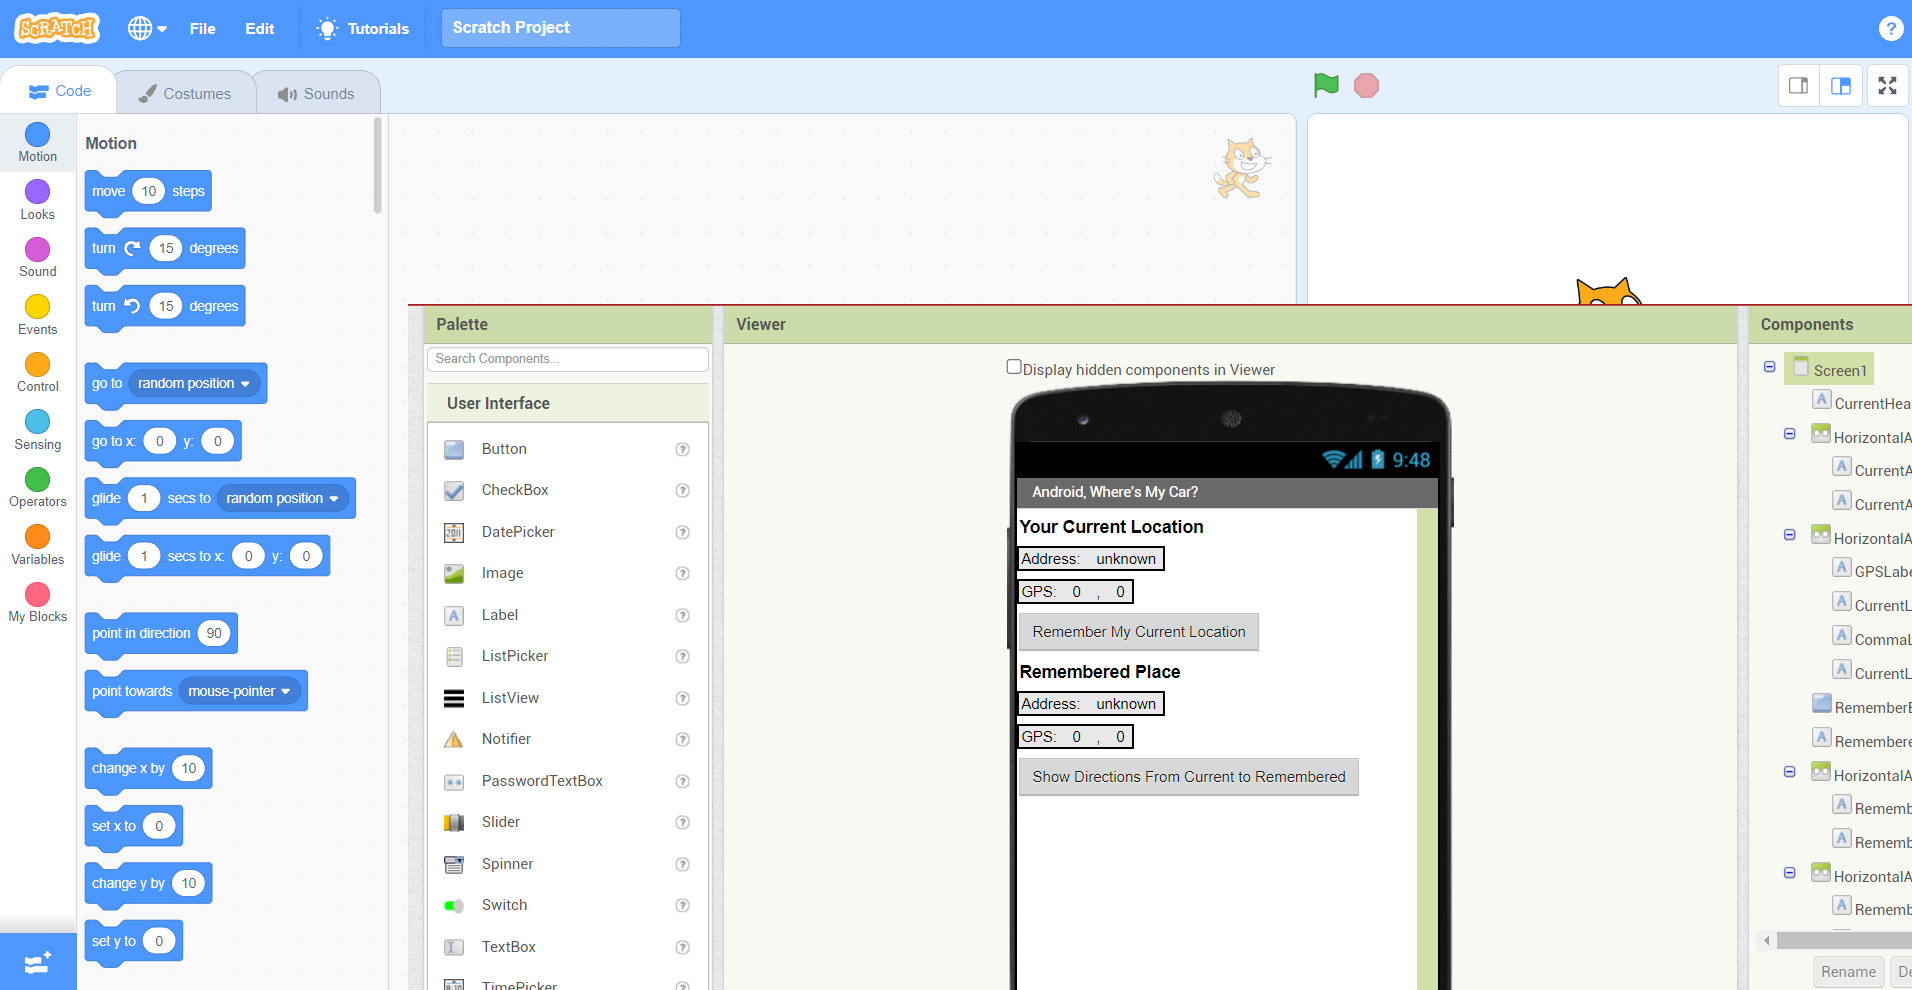 SCRATCH File Edit Tutorials Scratch Project ?
Code Costumes Sounds
Motion
Looks
Sound
Events
Control
Sensing
Operators
Variables
My Blocks
Motion
move 10 steps
turn 15 degrees
turn 15 degrees
go to random position
go to x: 0 y: 0
glide 1 secs to random position
glide 1 secs to x: 0 y: 0
point in direction 90
point towards mouse-pointer
change x by 10
set x to 0
change y by 10
set y to 0
Palette
Search Components...
User Interface
Button ?
CheckBox ?
DatePicker ?
Image ?
Label ?
ListPicker ?
ListView ?
Notifier ?
PasswordTextBox ?
Slider ?
Spinner ?
Switch ?
TextBox ?
TimePicker ?
Viewer
Display hidden components in Viewer
9:48
Android, Where's My Car?
Your Current Location
Address: unknown
GPS: 0 , 0
Remember My Current Location
Remembered Place
Address: unknown
GPS: 0 , 0
Show Directions From Current to Remembered
Components
Screen1
A CurrentHea
HorizontalA
A CurrentA
A CurrentA
HorizontalA
A GPSLabe
A CurrentL
A CommaL
A CurrentL
RememberB
A Remembere
HorizontalA
A Rememb
A Rememb
HorizontalA
A Rememb
Rename De